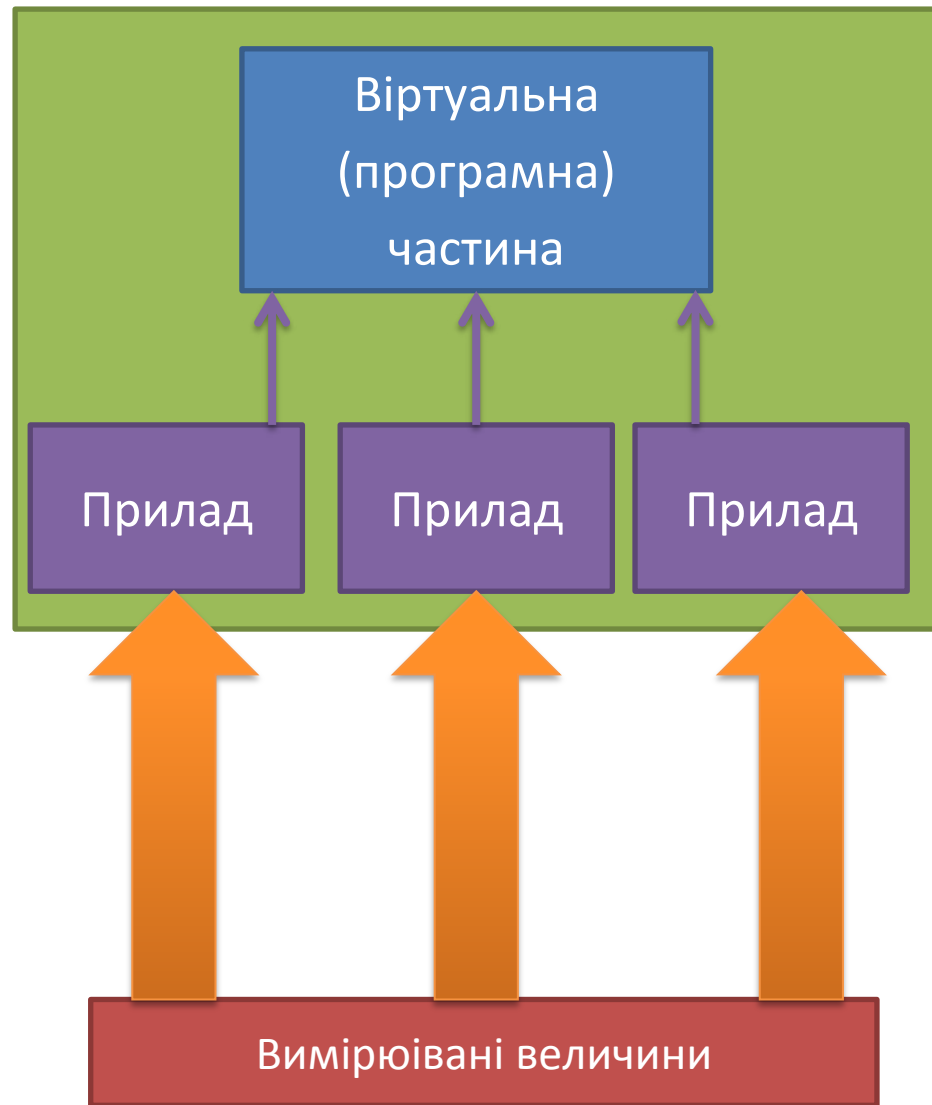 Віртуальна
(програмна)
частина
Прилад
Прилад
Прилад
Вимірюівані величини